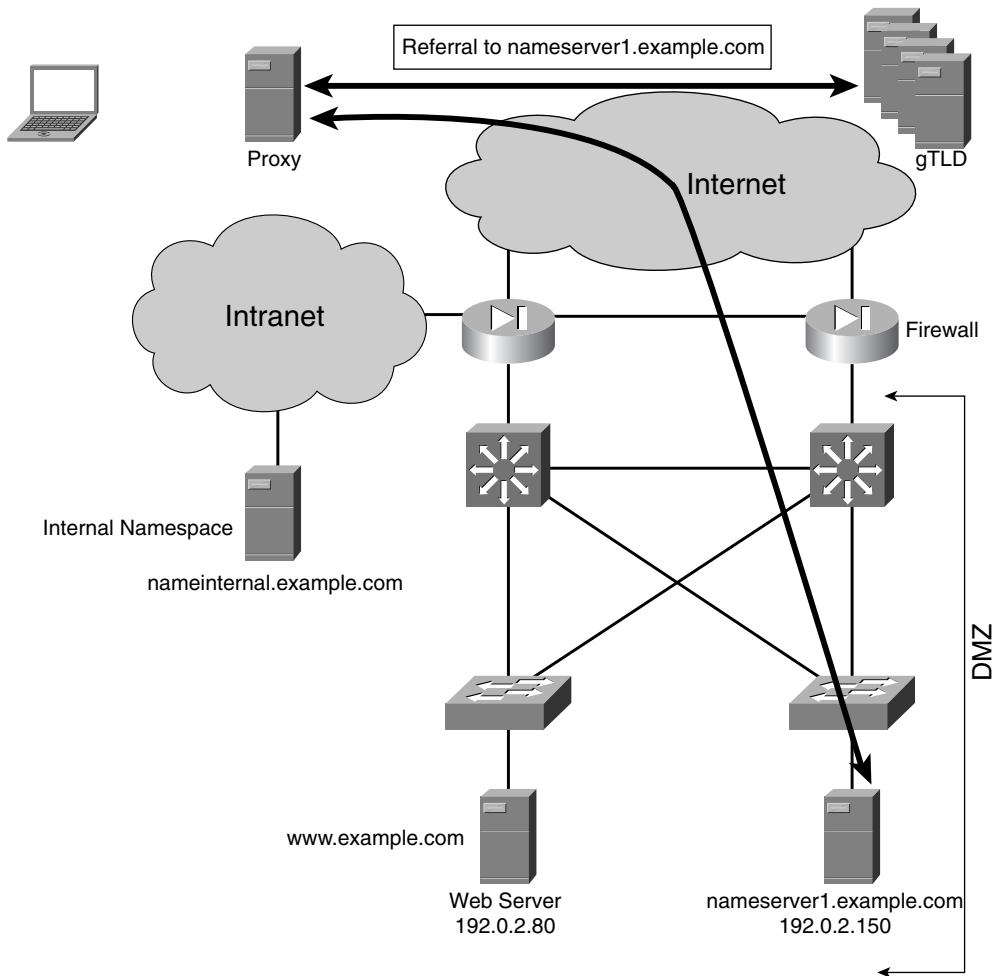 Referral to nameserver1.example.com
Proxy
gTLD
Internet
Intranet
Firewall
Internal Namespace
nameinternal.example.com
DMZ
www.example.com
Web Server
192.0.2.80
nameserver1.example.com
192.0.2.150